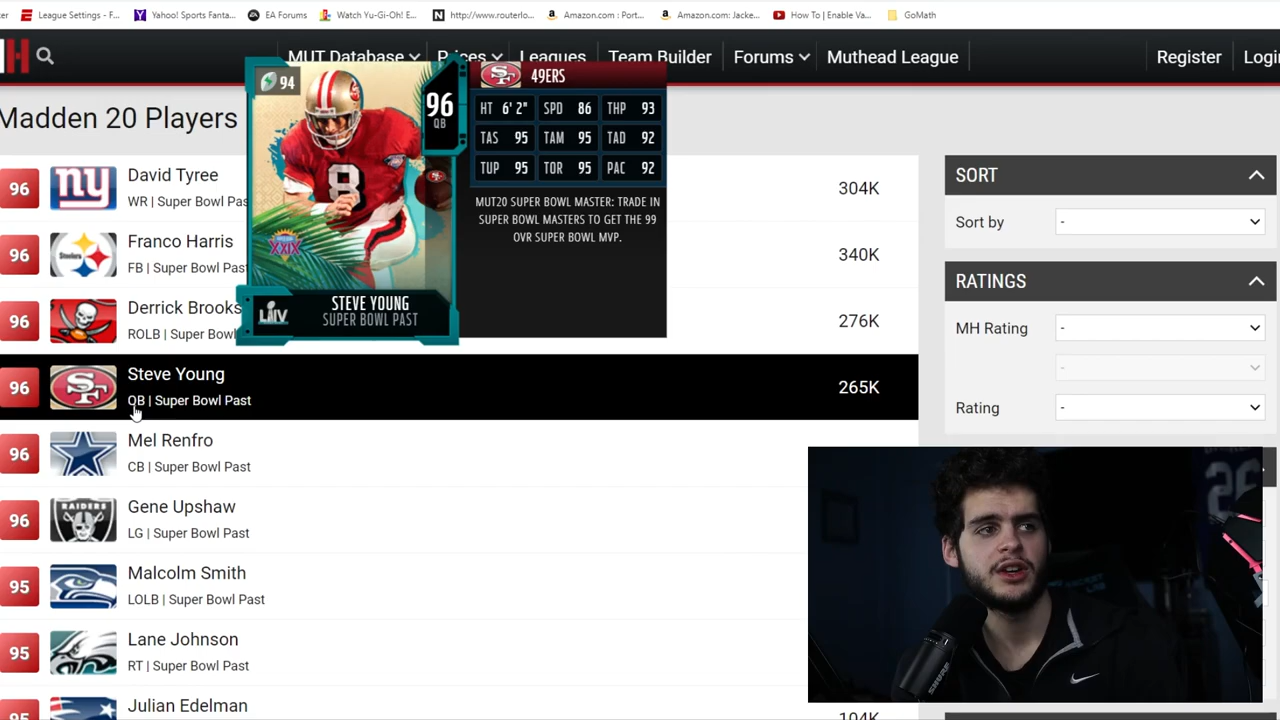 League Settings - F...
Yahoo! Sports Fanta...
EA Forums
Watch Yu-Gi-Oh! E...
http://www.routerlo...
Amazon.com : Port...
Amazon.com: Jacke...
How To | Enable Va...
GoMath
H
MUT Database
Prices
Leagues
Team Builder
Forums
Muthead League
Register
Madden 20 Players
94
96
QB
8
XXIX
LIV
STEVE YOUNG
SUPER BOWL PAST
49ERS
HT 6' 2" SPD 86 THP 93
TAS 95 TAM 95 TAD 92
TUP 95 TOR 95 PAC 92
MUT20 SUPER BOWL MASTER: TRADE IN
SUPER BOWL MASTERS TO GET THE 99
OVR SUPER BOWL MVP.
96
David Tyree
WR | Super Bowl Pas
304K
96
Franco Harris
FB | Super Bowl Past
340K
96
Derrick Brooks
ROLB | Super Bowl
276K
96
Steve Young
QB | Super Bowl Past
265K
96
Mel Renfro
CB | Super Bowl Past
96
Gene Upshaw
LG | Super Bowl Past
95
Malcolm Smith
LOLB | Super Bowl Past
95
Lane Johnson
RT | Super Bowl Past
95
Julian Edelman
104K
SORT
Sort by -
RATINGS
MH Rating -
-
Rating -